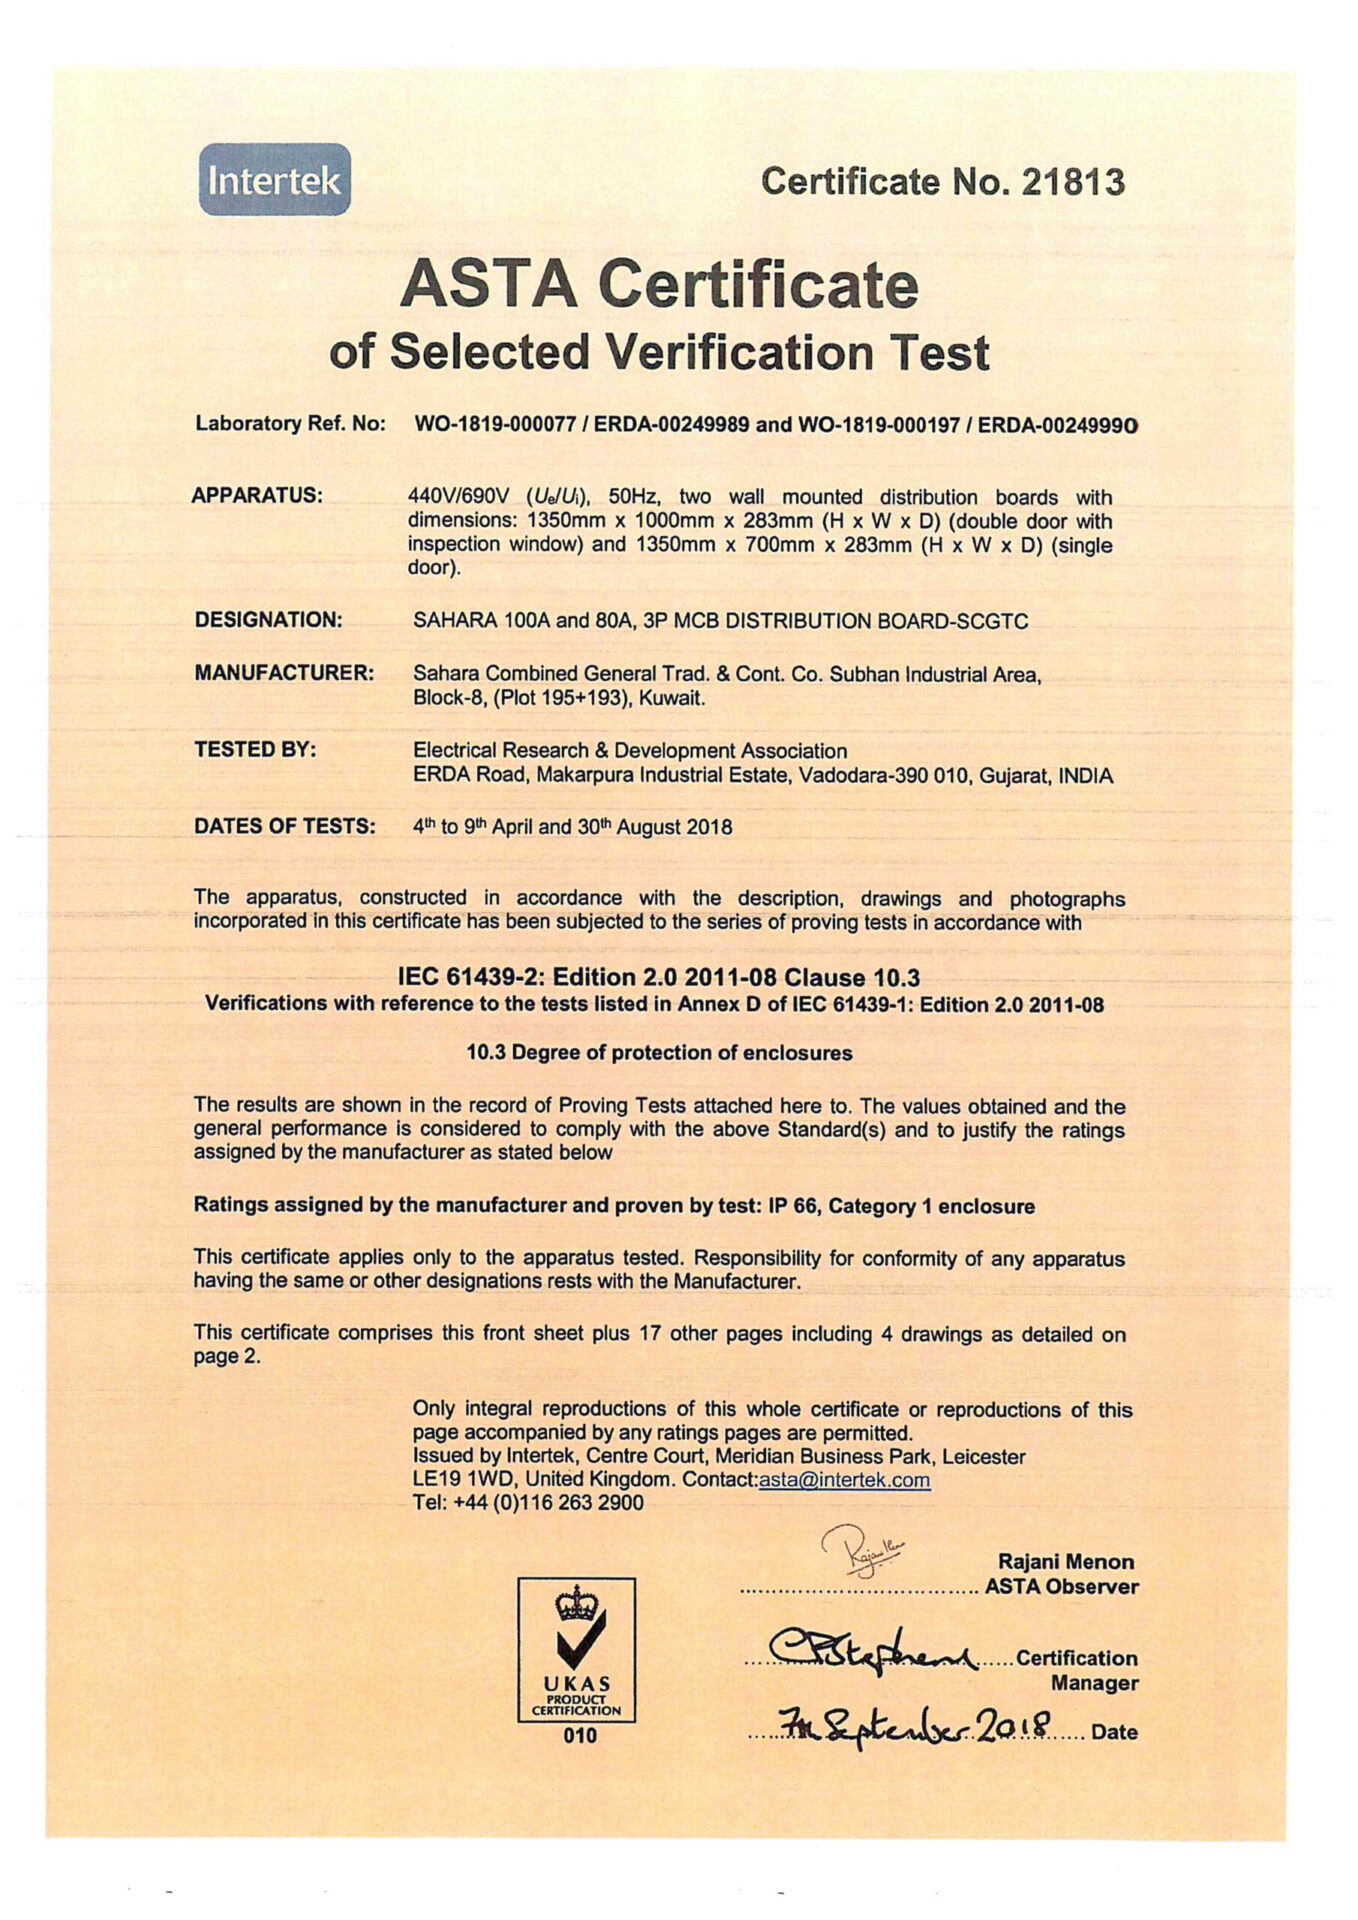 Intertek
Certificate No. 21813
ASTA Certificate
of Selected Verification Test
Laboratory Ref. No: WO-1819-000077 / ERDA-00249989 and WO-1819-000197 / ERDA-00249990
APPARATUS: 440V/690V (Ue/Ui), 50Hz, two wall mounted distribution boards with
dimensions: 1350mm x 1000mm x 283mm (H x W x D) (double door with
inspection window) and 1350mm x 700mm x 283mm (H x W x D) (single
door).
DESIGNATION: SAHARA 100A and 80A, 3P MCB DISTRIBUTION BOARD-SCGTC
MANUFACTURER: Sahara Combined General Trad. & Cont. Co. Subhan Industrial Area,
Block-8, (Plot 195+193), Kuwait.
TESTED BY: Electrical Research & Development Association
ERDA Road, Makarpura Industrial Estate, Vadodara-390 010, Gujarat, INDIA
DATES OF TESTS: 4th to 9th April and 30th August 2018
The apparatus, constructed in accordance with the description, drawings and photographs
incorporated in this certificate has been subjected to the series of proving tests in accordance with
IEC 61439-2: Edition 2.0 2011-08 Clause 10.3
Verifications with reference to the tests listed in Annex D of IEC 61439-1: Edition 2.0 2011-08
10.3 Degree of protection of enclosures
The results are shown in the record of Proving Tests attached here to. The values obtained and the
general performance is considered to comply with the above Standard(s) and to justify the ratings
assigned by the manufacturer as stated below
Ratings assigned by the manufacturer and proven by test: IP 66, Category 1 enclosure
This certificate applies only to the apparatus tested. Responsibility for conformity of any apparatus
having the same or other designations rests with the Manufacturer.
This certificate comprises this front sheet plus 17 other pages including 4 drawings as detailed on
page 2.
Only integral reproductions of this whole certificate or reproductions of this
page accompanied by any ratings pages are permitted.
Issued by Intertek, Centre Court, Meridian Business Park, Leicester
LE19 1WD, United Kingdom. Contact:asta@intertek.com
Tel: +44 (0)116 263 2900
Rajani Menon
ASTA Observer
CPStephens Certification
Manager
7th September 2018 Date
UKAS
PRODUCT
CERTIFICATION
010